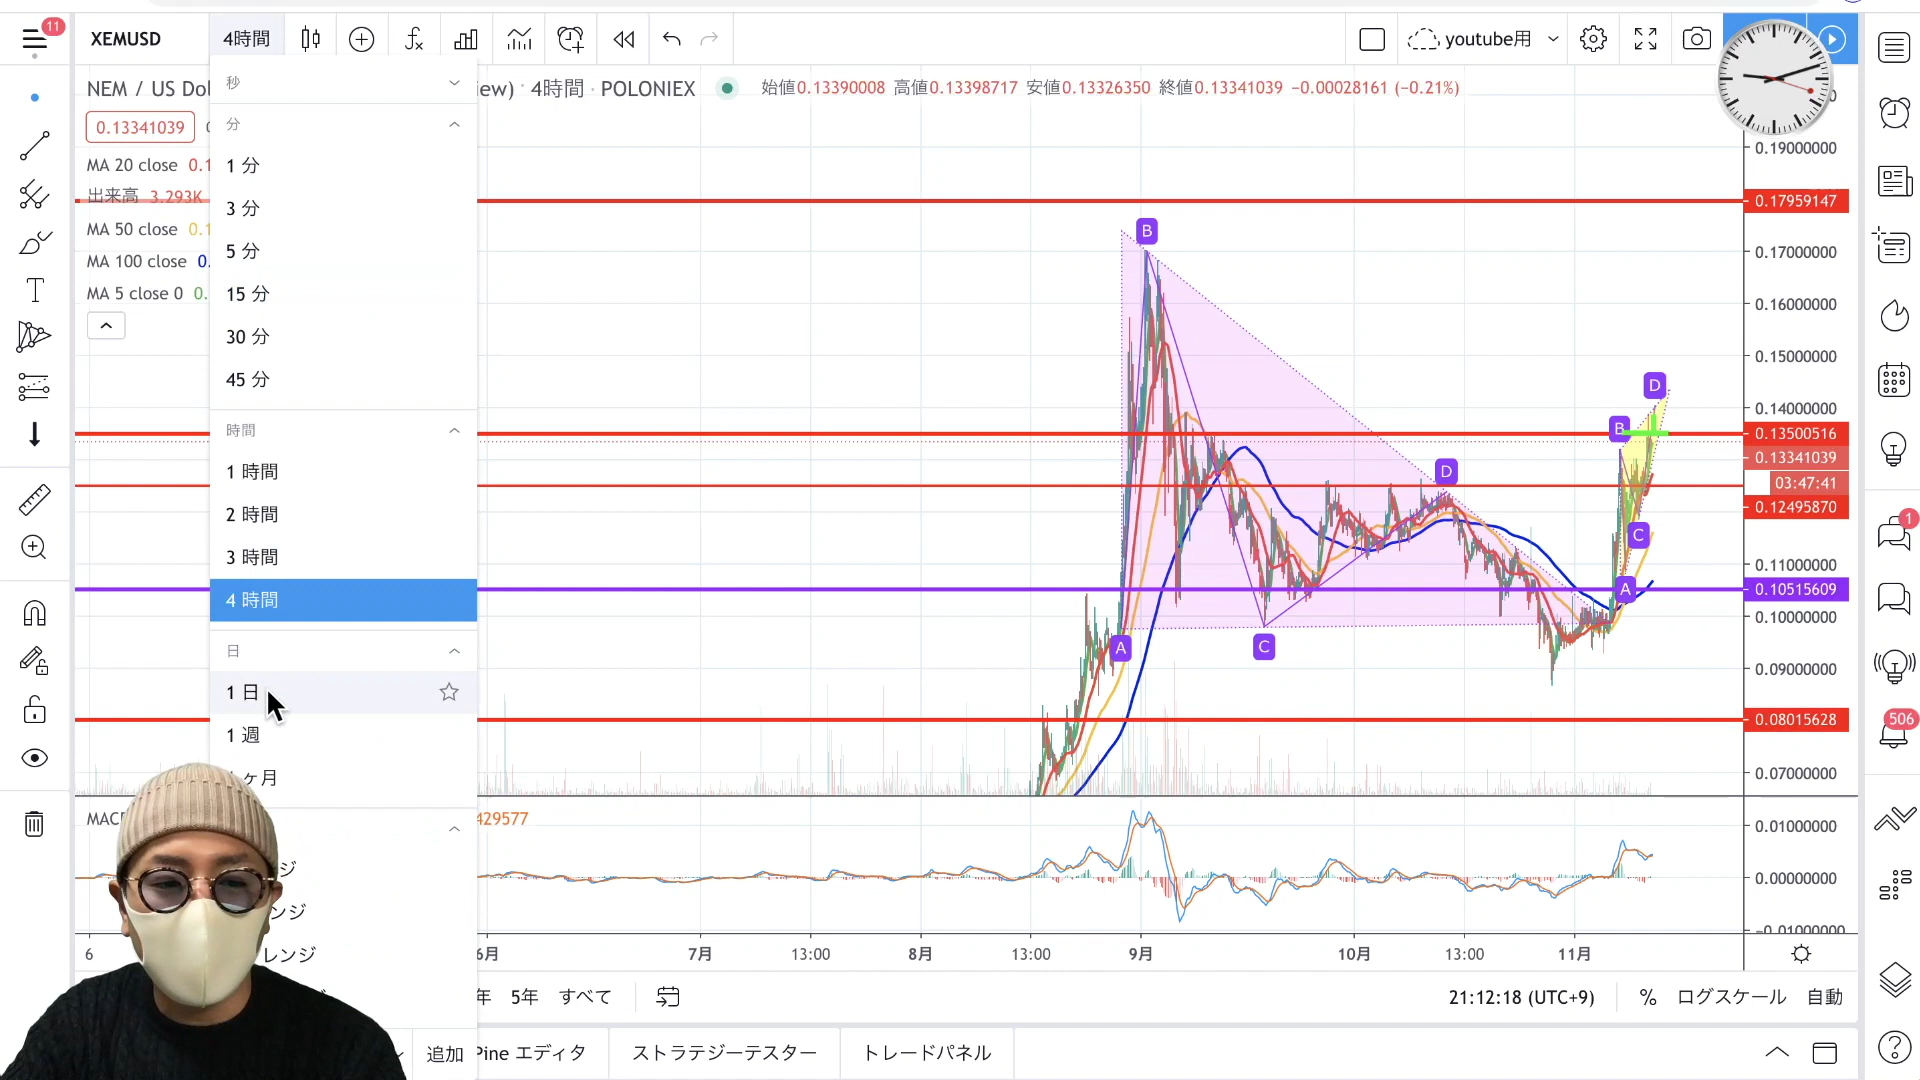 11
XEMUSD
4時間
youtube用
NEM / US Dol
iew) · 4時間 · POLONIEX
始値0.13390008 高値0.13398717 安値0.13326350 終値0.13341039 −0.00028161 (−0.21%)
0.13341039
MA 20 close 0.1
出来高 3.293K
MA 50 close 0.1
MA 100 close 0.
MA 5 close 0 0.
秒
分
1 分
3 分
5 分
15 分
30 分
45 分
時間
1 時間
2 時間
3 時間
4 時間
日
1 日
1 週
ヶ月
ジ
ンジ
レンジ
追加
B
A
C
D
B
D
C
A
0.19000000
0.17959147
0.17000000
0.16000000
0.15000000
0.14000000
0.13500516
0.13341039
03:47:41
0.12495870
0.11000000
0.10515609
0.10000000
0.09000000
0.08015628
0.07000000
MAC
429577
0.01000000
0.00000000
−0.01000000
6
6月
7月
13:00
8月
13:00
9月
10月
13:00
11月
年 5年 すべて
21:12:18 (UTC+9)
% ログスケール 自動
Pine エディタ
ストラテジーテスター
トレードパネル
1
506